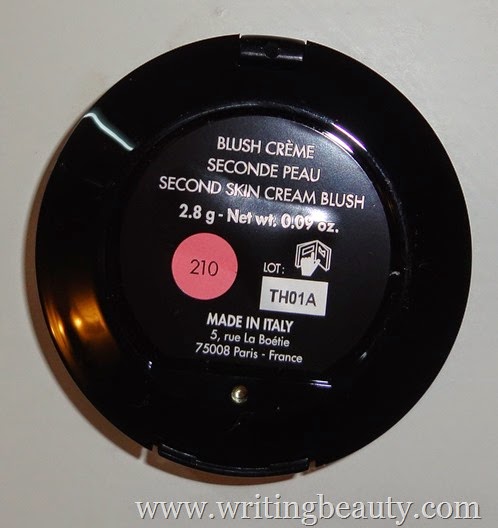 BLUSH CRÈME
SECONDE PEAU
SECOND SKIN CREAM BLUSH
2.8 g - Net wt. 0.09 oz.
210
LOT:
TH01A
MADE IN ITALY
5, rue La Boétie
75008 Paris - France
www.writingbeauty.com